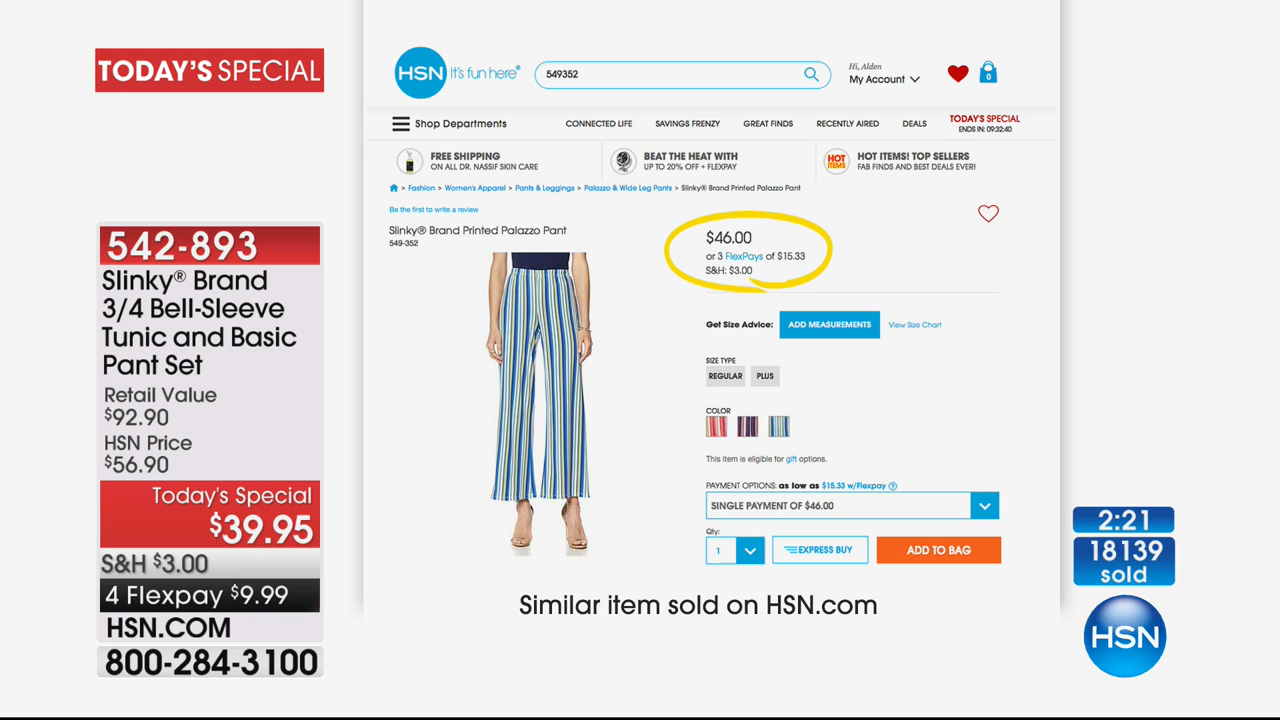 TODAY'S SPECIAL
542-893
Slinky® Brand
3/4 Bell-Sleeve
Tunic and Basic
Pant Set
Retail Value
$92.90
HSN Price
$56.90
Today's Special
$39.95
S&H $3.00
4 Flexpay $9.99
HSN.COM
800-284-3100
HSN It's fun here®
549352
Hi, Alden
My Account
0
Shop Departments
CONNECTED LIFE
SAVINGS FRENZY
GREAT FINDS
RECENTLY AIRED
DEALS
TODAY'S SPECIAL
ENDS IN: 09:32:40
FREE SHIPPING
ON ALL DR. NASSIF SKIN CARE
BEAT THE HEAT WITH
UP TO 20% OFF + FLEXPAY
HOT ITEMS
HOT ITEMS! TOP SELLERS
FAB FINDS AND BEST DEALS EVER!
> Fashion > Women's Apparel > Pants & Leggings > Palazzo & Wide Leg Pants > Slinky® Brand Printed Palazzo Pant
Be the first to write a review
Slinky® Brand Printed Palazzo Pant
549-352
$46.00
or 3 FlexPays of $15.33
S&H: $3.00
Get Size Advice:
ADD MEASUREMENTS
View Size Chart
SIZE TYPE
REGULAR
PLUS
COLOR
This item is eligible for gift options.
PAYMENT OPTIONS: as low as $15.33 w/Flexpay ?
SINGLE PAYMENT OF $46.00
Qty:
1
EXPRESS BUY
ADD TO BAG
Similar item sold on HSN.com
2:21
18139
sold
HSN